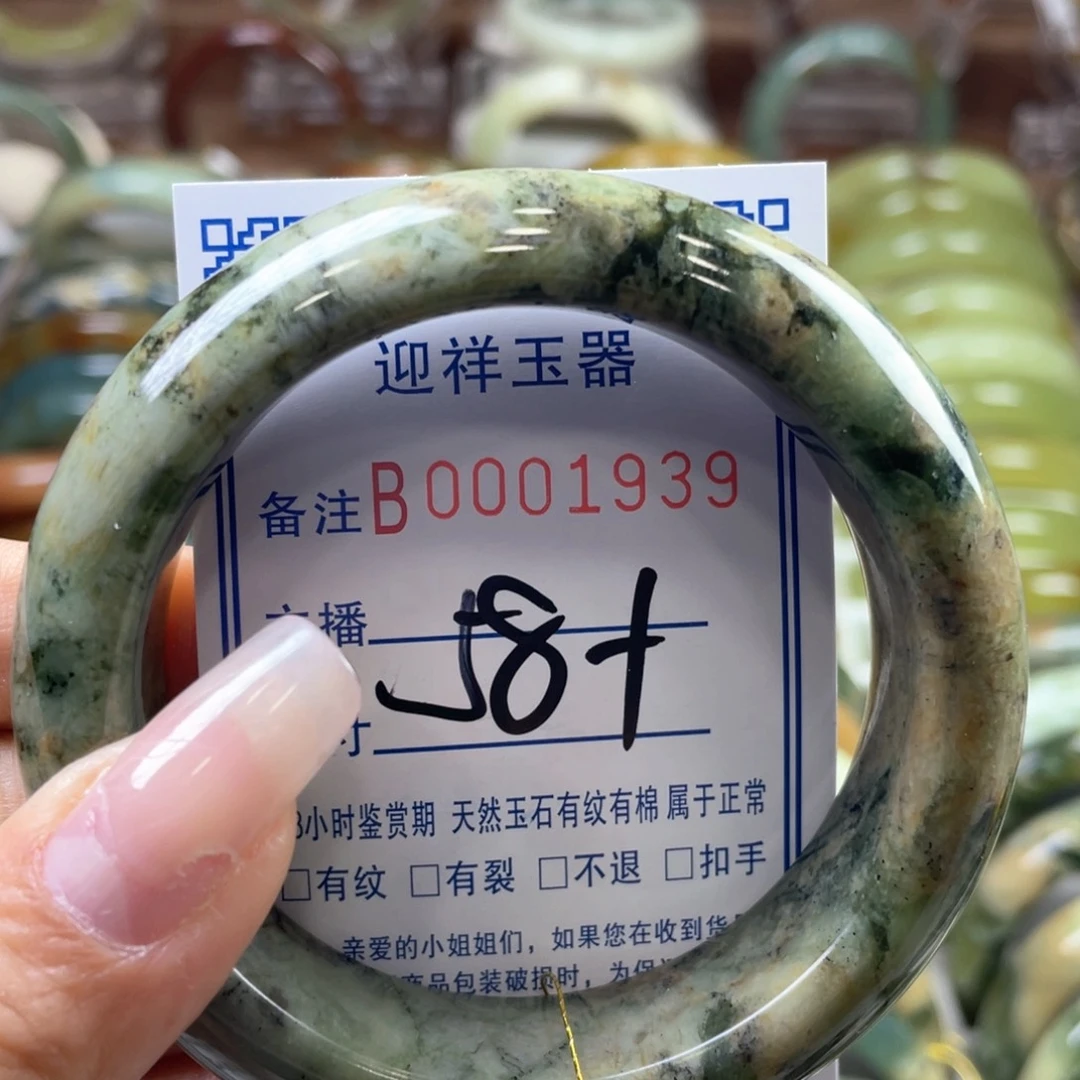 迎祥玉器
备注B0001939
播
58+
寸
小时鉴赏期 天然玉石有纹有棉 属于正常
□有纹 □有裂 □不退 □扣手
亲爱的小姐姐们，如果您在收到货
商品包装破损时，为保